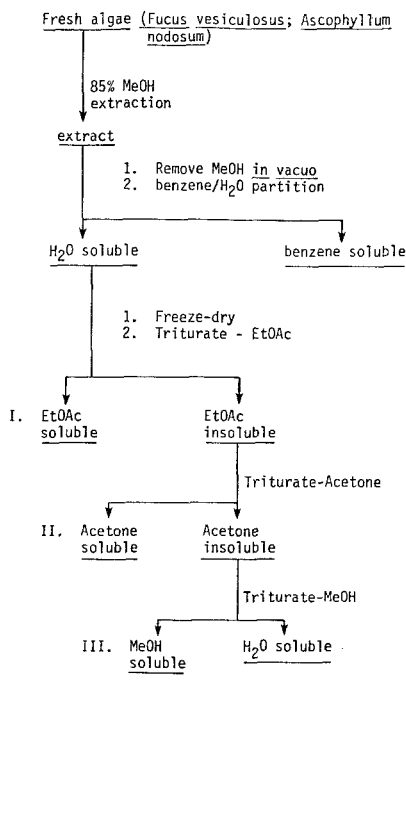 Fresh algae (Fucus vesiculosus; Ascophyllum
nodosum)
85% MeOH
extraction
extract
1. Remove MeOH in vacuo
2. benzene/H2O partition
H2O soluble
benzene soluble
1. Freeze-dry
2. Triturate - EtOAc
I. EtOAc
soluble
EtOAc
insoluble
Triturate-Acetone
II. Acetone
soluble
Acetone
insoluble
Triturate-MeOH
III. MeOH
soluble
H2O soluble